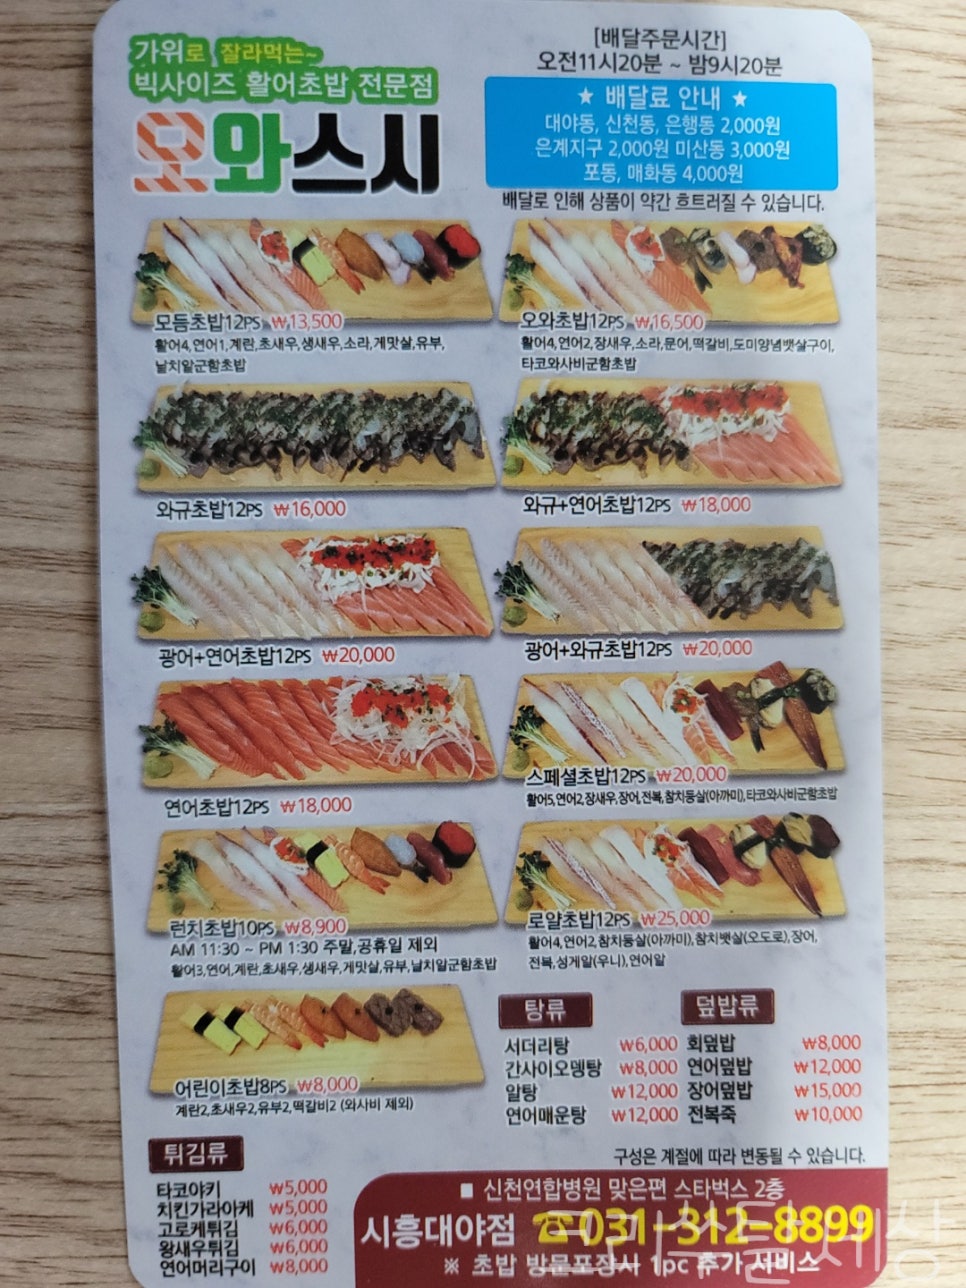 가위로 잘라먹는~
빅사이즈 활어초밥 전문점
오와스시
[배달주문시간]
오전11시20분 ~ 밤9시20분
★ 배달료 안내 ★
대야동, 신천동, 은행동 2,000원
은계지구 2,000원 미산동 3,000원
포동, 매화동 4,000원
배달로 인해 상품이 약간 흐트러질 수 있습니다.
모듬초밥12PS ₩13,500
활어4,연어1,계란,초새우,생새우,소라,게맛살,유부,
날치알군함초밥
오와초밥12PS ₩16,500
활어4,연어2,장새우,소라,문어,떡갈비,도미양념뱃살구이,
타코와사비군함초밥
와규초밥12PS ₩16,000
와규+연어초밥12PS ₩18,000
광어+연어초밥12PS ₩20,000
광어+와규초밥12PS ₩20,000
연어초밥12PS ₩18,000
스페셜초밥12PS ₩20,000
활어5,연어2,장새우,장어,전복,참치등살(아까미),타코와사비군함초밥
런치초밥10PS ₩8,900
AM 11:30 ~ PM 1:30 주말,공휴일 제외
활어3,연어,계란,초새우,생새우,게맛살,유부,날치알군함초밥
로얄초밥12PS ₩25,000
활어4,연어2,참치등살(아까미),참치뱃살(오도로),장어,
전복,성게알(우니),연어알
어린이초밥8PS ₩8,000
계란2,초새우2,유부2,떡갈비2 (와사비 제외)
탕류
서더리탕 ₩6,000
간사이오뎅탕 ₩8,000
알탕 ₩12,000
연어매운탕 ₩12,000
덮밥류
회덮밥 ₩8,000
연어덮밥 ₩12,000
장어덮밥 ₩15,000
전복죽 ₩10,000
구성은 계절에 따라 변동될 수 있습니다.
튀김류
타코야키 ₩5,000
치킨가라아케 ₩5,000
고로케튀김 ₩6,000
왕새우튀김 ₩6,000
연어머리구이 ₩8,000
■ 신천연합병원 맞은편 스타벅스 2층
시흥대야점 ☎031-312-8899
※ 초밥 방문포장시 1pc 추가 서비스